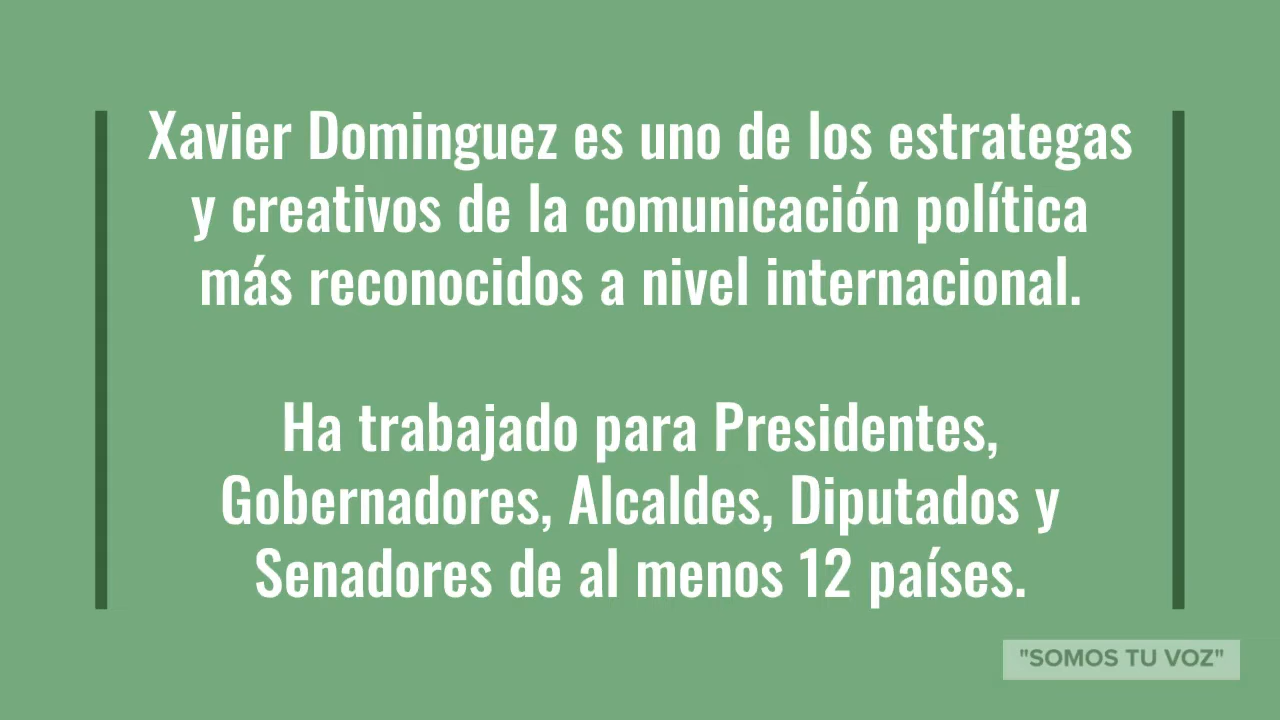 Xavier Dominguez es uno de los estrategas
y creativos de la comunicación política
más reconocidos a nivel internacional.
Ha trabajado para Presidentes,
Gobernadores, Alcaldes, Diputados y
Senadores de al menos 12 países.
"SOMOS TU VOZ"